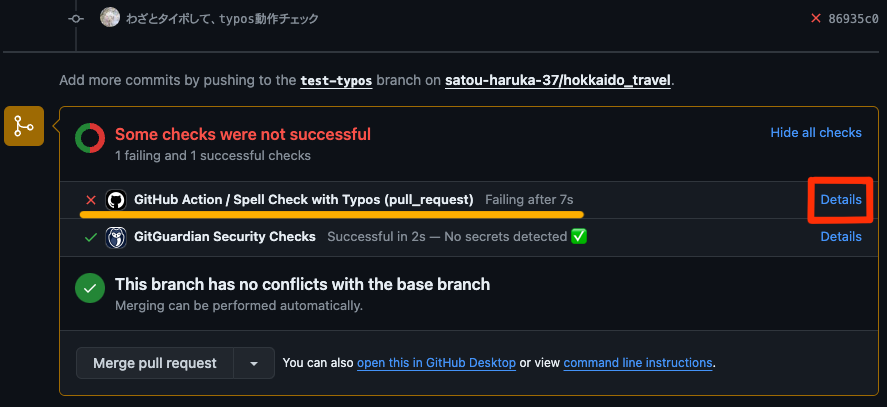 わざとタイポして、typos動作チェック 86935c0
Add more commits by pushing to the test-typos branch on satou-haruka-37/hokkaido_travel.
Some checks were not successful Hide all checks
1 failing and 1 successful checks
GitHub Action / Spell Check with Typos (pull_request) Failing after 7s Details
GitGuardian Security Checks Successful in 2s — No secrets detected ✅ Details
This branch has no conflicts with the base branch
Merging can be performed automatically.
Merge pull request You can also open this in GitHub Desktop or view command line instructions.